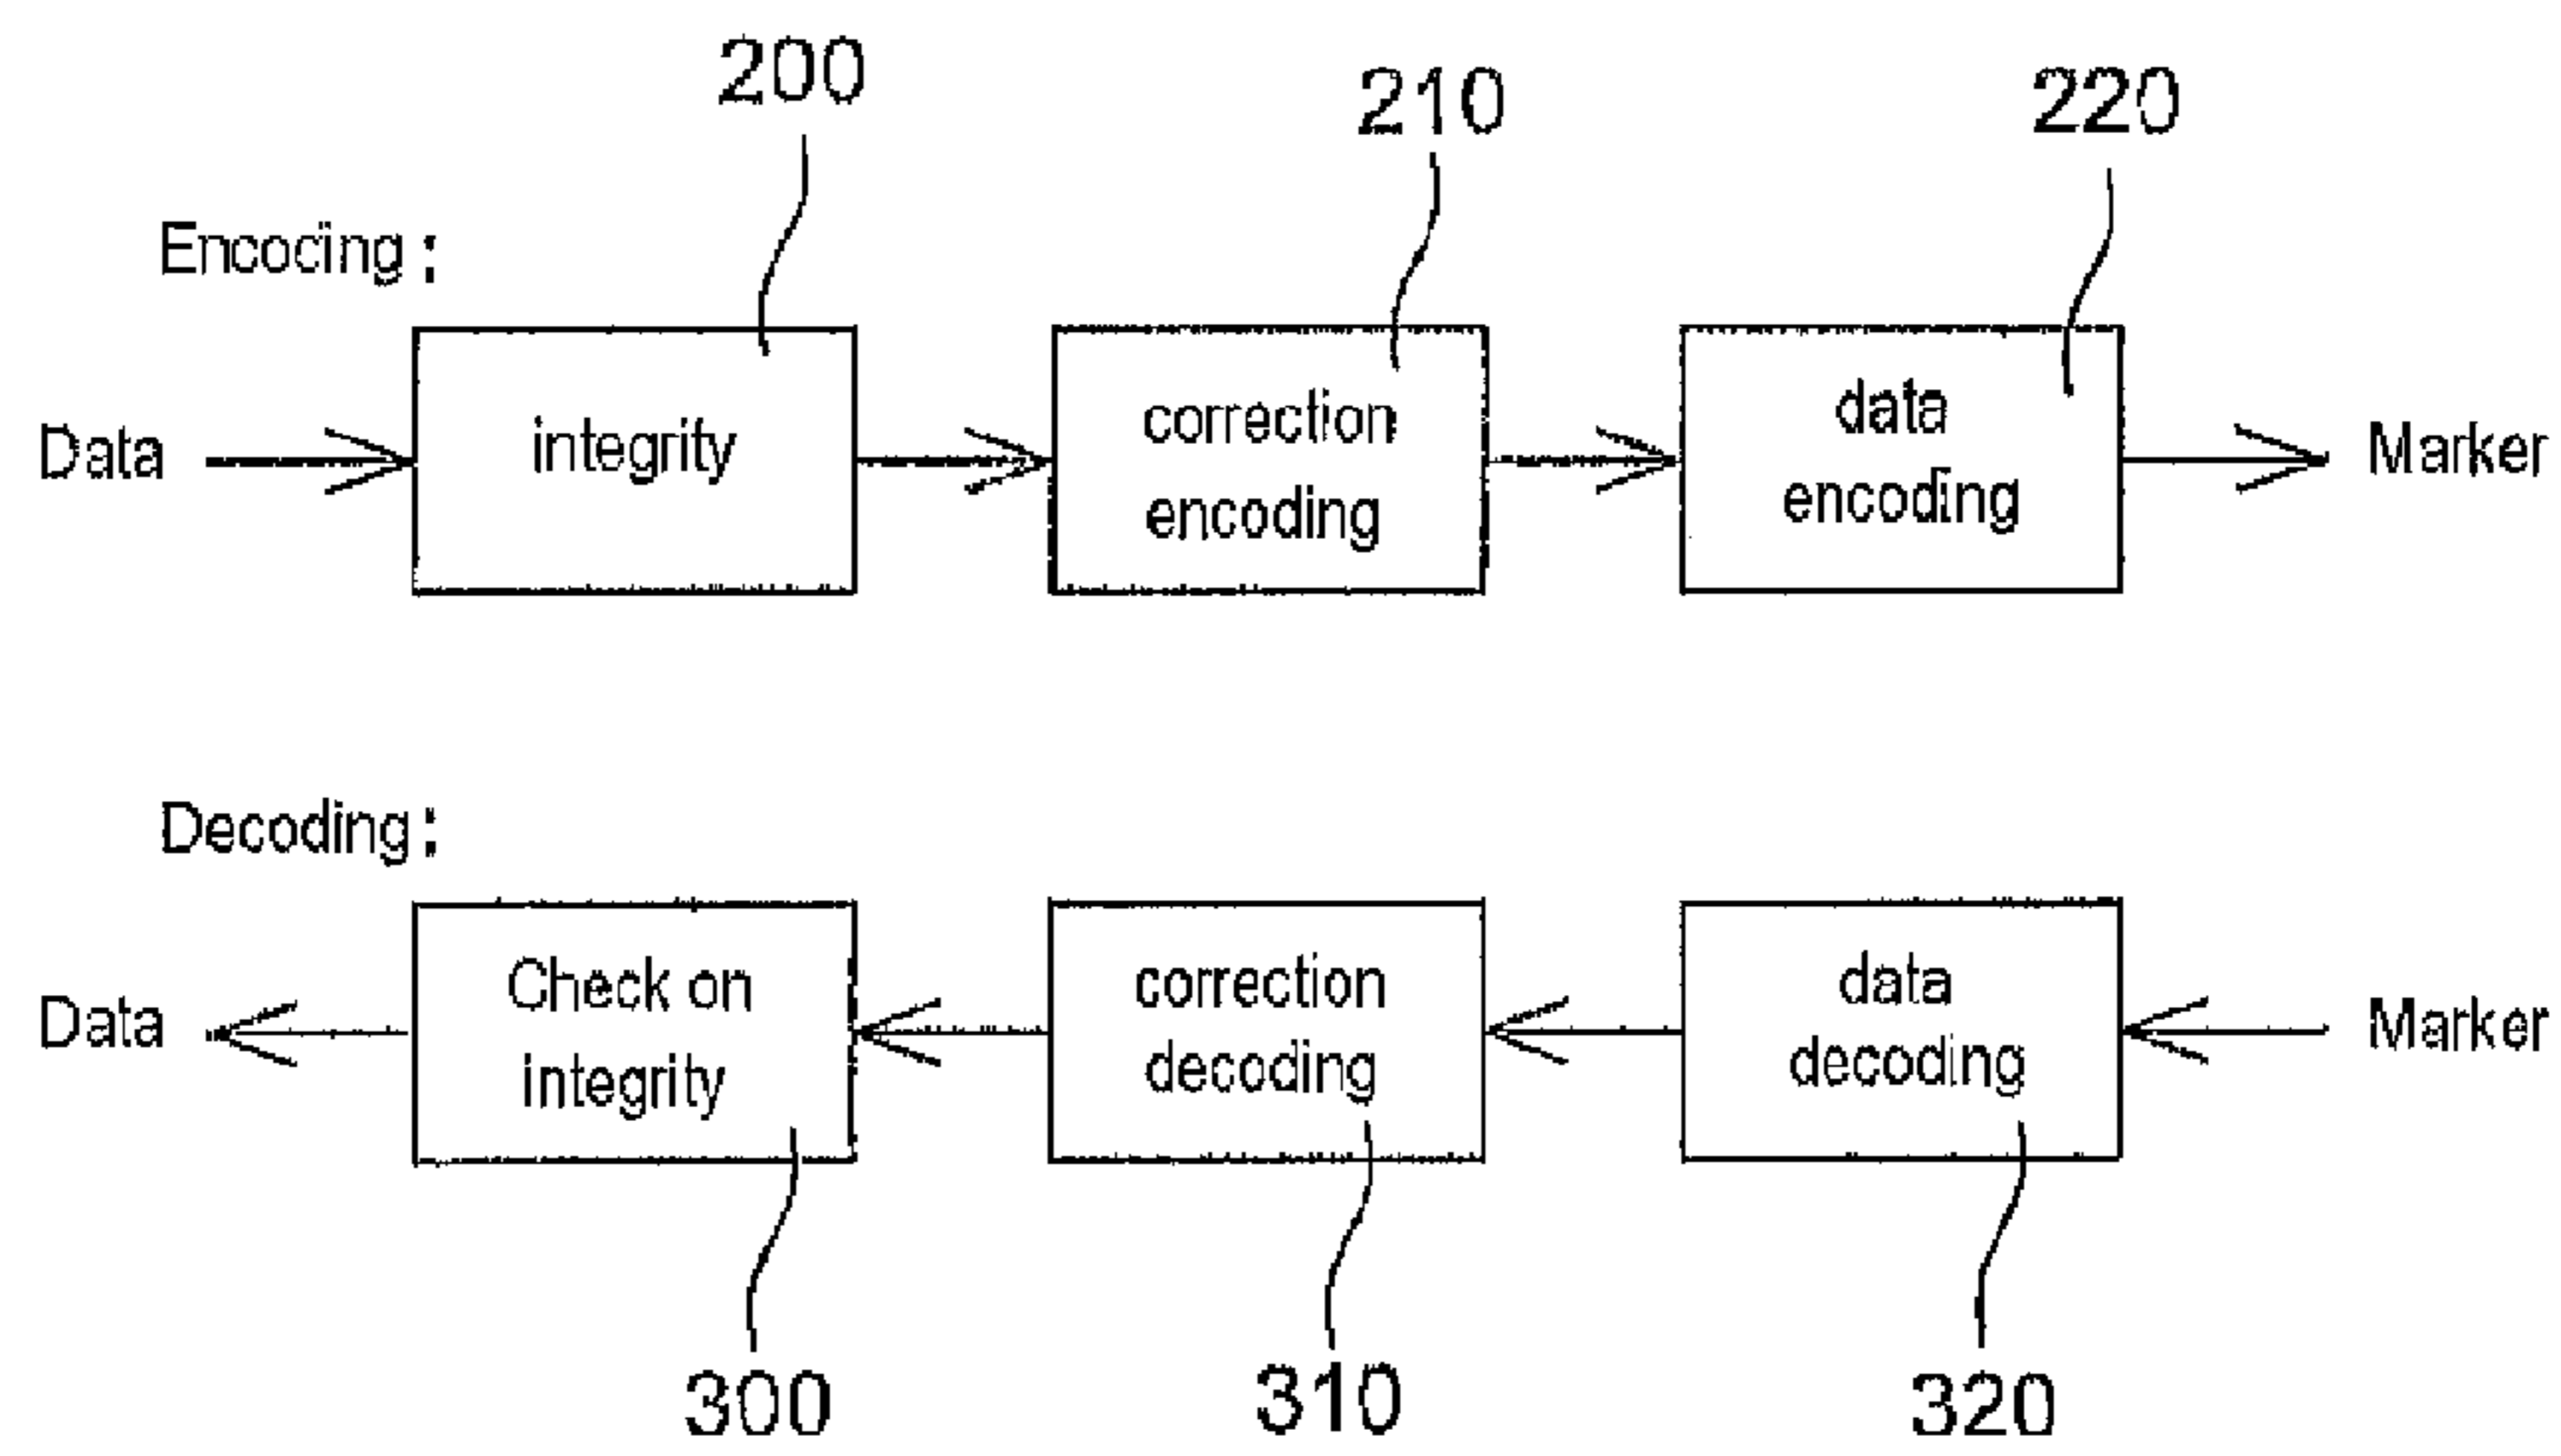 200
210
220
Encoding :
Data
integrity
correction
encoding
data
encoding
Marker
Decoding :
Data
Check on
integrity
correction
decoding
data
decoding
Marker
300
310
320